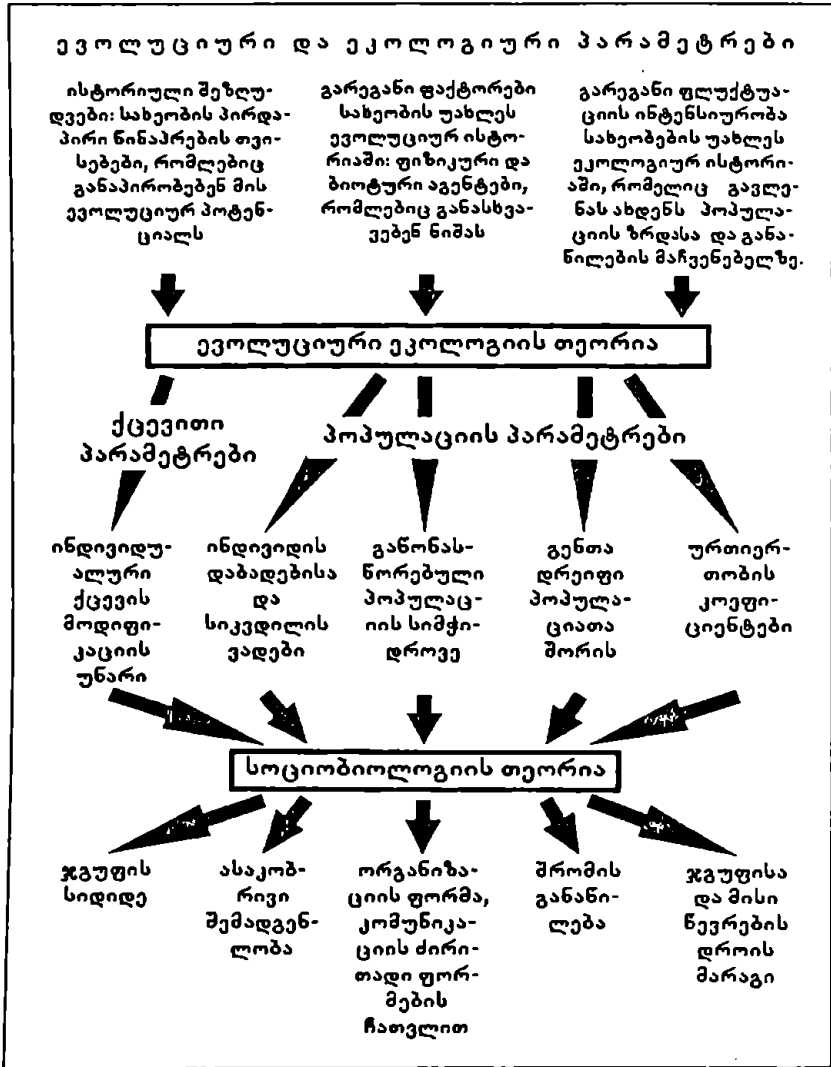 ევოლუციური და ეკოლოგიური პარამეტრები
ისტორიული შეზღუ-
დვები: სახეობის პირდა-
პირი წინაპრების თვი-
სებები, რომლებიც
განაპირობებენ მის
ევოლუციურ პოტენ-
ციალს
გარეგანი ფაქტორები
სახეობის უახლეს
ევოლუციურ ისტო-
რიაში: ფიზიკური და
ბიოტური აგენტები,
რომლებიც განასხვა-
ვებენ ნიშას
გარეგანი ფლუქტუა-
ციის ინტენსიურობა
სახეობების უახლეს
ეკოლოგიურ ისტორი-
აში, რომელიც გავლე-
ნას ახდენს პოპულა-
ციის ზრდასა და განა-
წილების მაჩვენებელზე.
ევოლუციური ეკოლოგიის თეორია
ქცევითი
პარამეტრები
პოპულაციის პარამეტრები
ინდივიდუ-
ალური
ქცევის
მოდიფი-
კაციის
უნარი
ინდივიდის
დაბადებისა
და
სიკვდილის
ვადები
გაწონას-
წორებული
პოპულაც-
იის სიმჭი-
დროვე
გენთა
დრეიფი
პოპულა-
ციათა
შორის
ურთიერ-
თობის
კოეფი-
ციენტები
სოციობიოლოგიის თეორია
ჯგუფის
სიდიდე
ასაკობ-
რივი
შემადგენ-
ლობა
ორგანიზა-
ციის ფორმა,
კომუნიკა-
ციის ძირი-
თადი ფორ-
მების
ჩათვლით
შრომის
განაწი-
ლება
ჯგუფისა
და მისი
წევრების
დროის
მარაგი